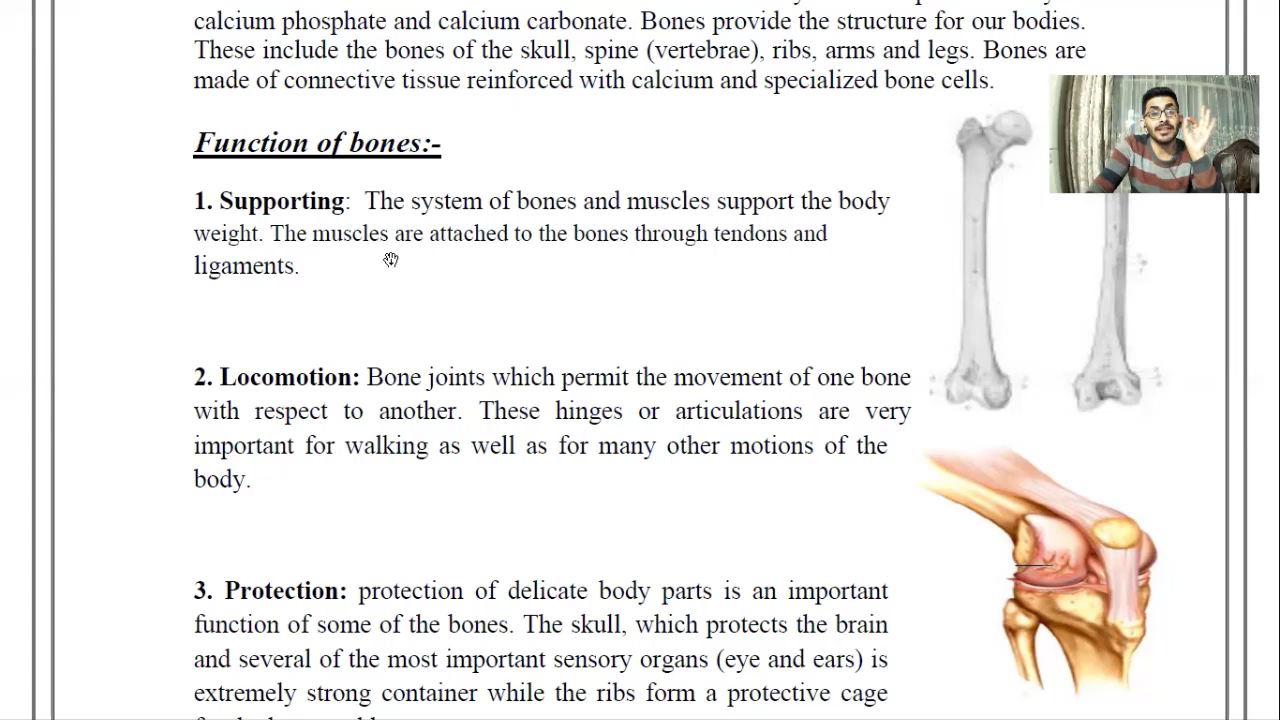 calcium phosphate and calcium carbonate. Bones provide the structure for our bodies.
These include the bones of the skull, spine (vertebrae), ribs, arms and legs. Bones are
made of connective tissue reinforced with calcium and specialized bone cells.
Function of bones:-
1. Supporting:  The system of bones and muscles support the body
weight. The muscles are attached to the bones through tendons and
ligaments.
2. Locomotion: Bone joints which permit the movement of one bone
with respect to another. These hinges or articulations are very
important for walking as well as for many other motions of the
body.
3. Protection: protection of delicate body parts is an important
function of some of the bones. The skull, which protects the brain
and several of the most important sensory organs (eye and ears) is
extremely strong container while the ribs form a protective cage